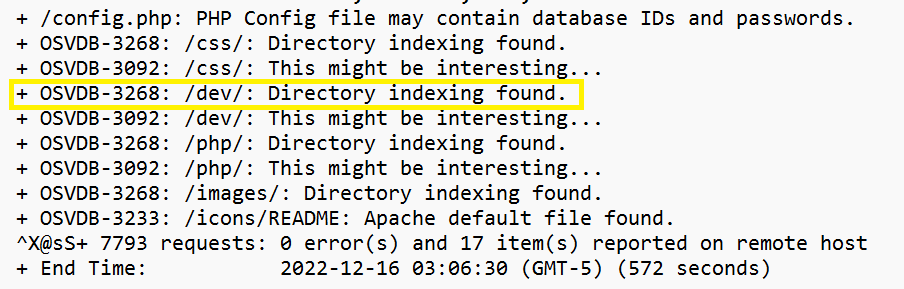 + /config.php: PHP Config file may contain database IDs and passwords.
+ OSVDB-3268: /css/: Directory indexing found.
+ OSVDB-3092: /css/: This might be interesting...
+ OSVDB-3268: /dev/: Directory indexing found.
+ OSVDB-3092: /dev/: This might be interesting...
+ OSVDB-3268: /php/: Directory indexing found.
+ OSVDB-3092: /php/: This might be interesting...
+ OSVDB-3268: /images/: Directory indexing found.
+ OSVDB-3233: /icons/README: Apache default file found.
^X@sS+ 7793 requests: 0 error(s) and 17 item(s) reported on remote host
+ End Time:           2022-12-16 03:06:30 (GMT-5) (572 seconds)